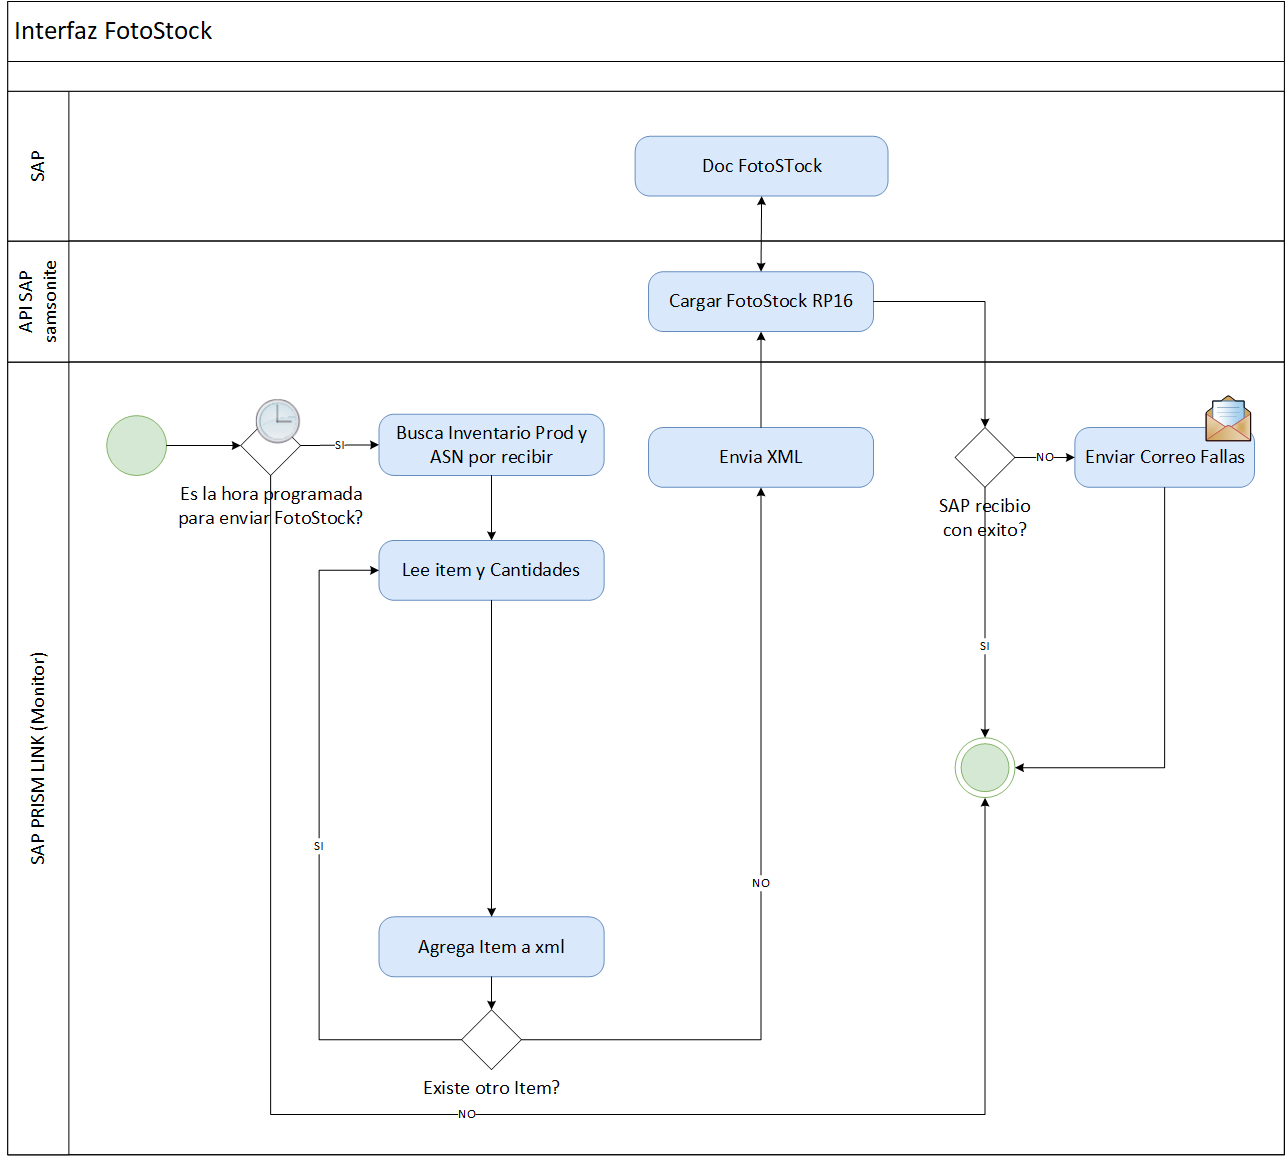 Interfaz FotoStock
SAP
Doc FotoSTock
API SAP
samsonite
Cargar FotoStock RP16
SAP PRISM LINK (Monitor)
SI
Busca Inventario Prod y
ASN por recibir
Envia XML
NO
Enviar Correo Fallas
Es la hora programada
para enviar FotoStock?
SAP recibio
con exito?
Lee item y Cantidades
SI
SI
NO
Agrega Item a xml
Existe otro Item?
NO